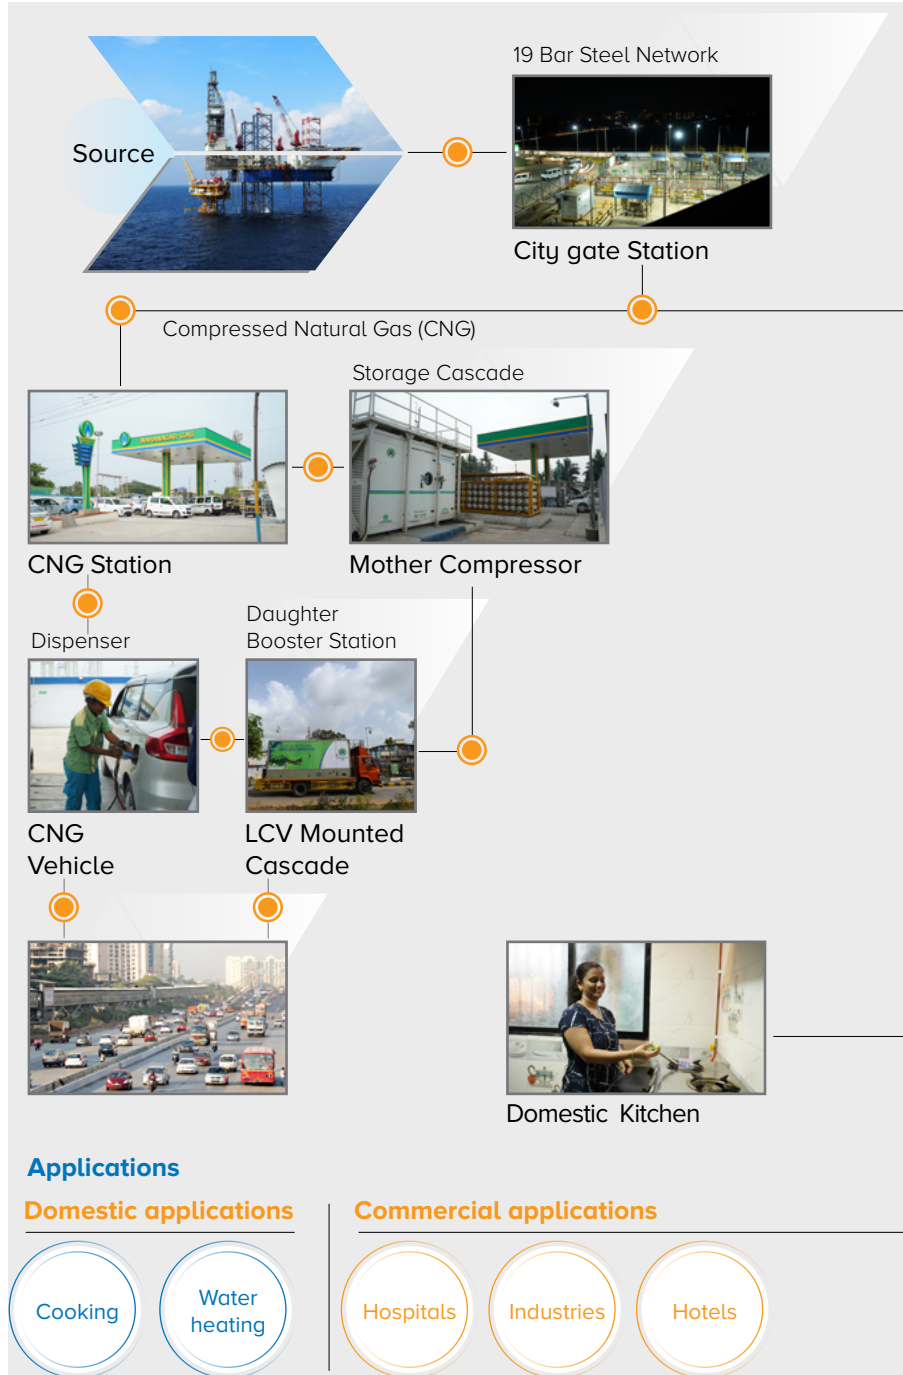 19 Bar Steel Network
Source
City gate Station
Compressed Natural Gas (CNG)
Storage Cascade
MAHANAGAR GAS
CNG Station
Mother Compressor
Daughter
Booster Station
Dispenser
CNG
Vehicle
LCV Mounted
Cascade
Domestic Kitchen
Applications
Domestic applications
Commercial applications
Cooking
Water
heating
Hospitals
Industries
Hotels